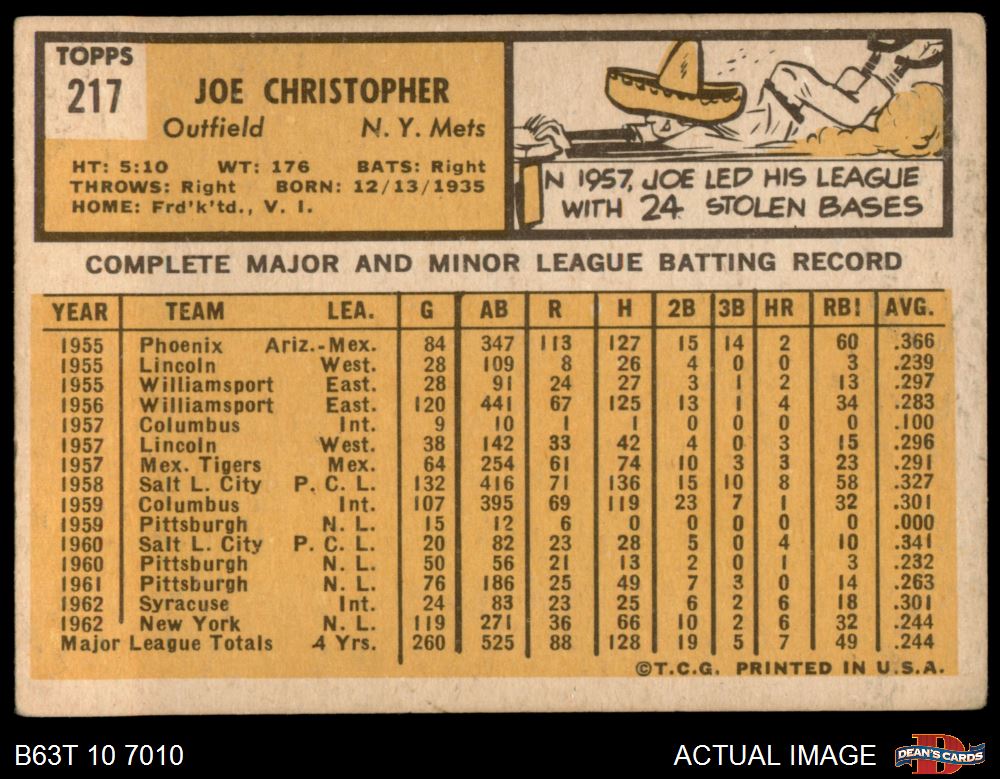 TOPPS
217
JOE CHRISTOPHER
Outfield N. Y. Mets
HT: 5:10 WT: 176 BATS: Right
THROWS: Right BORN: 12/13/1935
HOME: Frd'k'td., V. I.
IN 1957, JOE LED HIS LEAGUE
WITH 24 STOLEN BASES
COMPLETE MAJOR AND MINOR LEAGUE BATTING RECORD
YEAR TEAM LEA. G AB R H 2B 3B HR RBI AVG.
1955 Phoenix Ariz.-Mex. 84 347 113 127 15 14 2 60 .366
1955 Lincoln West. 28 109 8 26 4 0 0 3 .239
1955 Williamsport East. 28 91 24 27 3 1 2 13 .297
1956 Williamsport East. 120 441 67 125 13 1 4 34 .283
1957 Columbus Int. 9 10 1 1 0 0 0 0 .100
1957 Lincoln West. 38 142 33 42 4 0 3 15 .296
1957 Mex. Tigers Mex. 64 254 61 74 10 3 3 23 .291
1958 Salt L. City P. C. L. 132 416 71 136 15 10 8 58 .327
1959 Columbus Int. 107 395 69 119 23 7 1 32 .301
1959 Pittsburgh N. L. 15 12 6 0 0 0 0 0 .000
1960 Salt L. City P. C. L. 20 82 23 28 5 0 4 10 .341
1960 Pittsburgh N. L. 50 56 21 13 2 0 1 3 .232
1961 Pittsburgh N. L. 76 186 25 49 7 3 0 14 .263
1962 Syracuse Int. 24 83 23 25 6 2 6 18 .301
1962 New York N. L. 119 271 36 66 10 2 6 32 .244
Major League Totals 4 Yrs. 260 525 88 128 19 5 7 49 .244
©T.C.G. PRINTED IN U.S.A.
B63T 10 7010 ACTUAL IMAGE DEAN'S CARDS